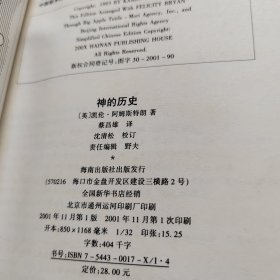 Copyright: 1993 BY KAREN ARMSTRONG
This Edition Arranged With FELICITY BRYAN
Through Big Apple Tuttle-Mori Agency, Inc., and
Beijing International Rights Agency
Simplified Chinese Edition Copyright:
200X HAINAN PUBLISHING HOUSE
All Rights Reserved.
版权合同登记号:图字 30-2001-90
神的历史
[英]凯伦·阿姆斯特朗 著
蔡昌雄 译
沈清松 校订
责任编辑 野夫
*
海南出版社出版发行
(570216 海口市金盘开发区建设三横路2号)
全国新华书店经销
北京市通州运河印刷厂印刷
2001年11月第1版 2001年11月第1次印刷
开本:850×1168毫米 1/32 印张:15.25
字数:404千字
书号:ISBN 7-5443-0017-X/I·4
定价:28.00元